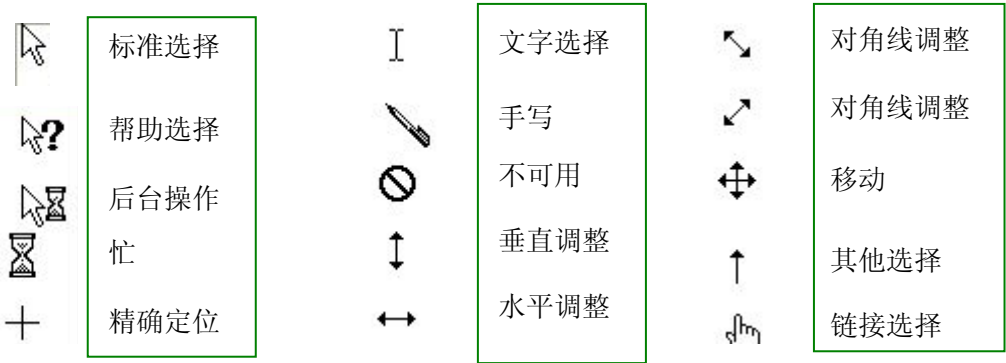 标准选择
帮助选择
后台操作
忙
精确定位
文字选择
手写
不可用
垂直调整
水平调整
对角线调整
对角线调整
移动
其他选择
链接选择